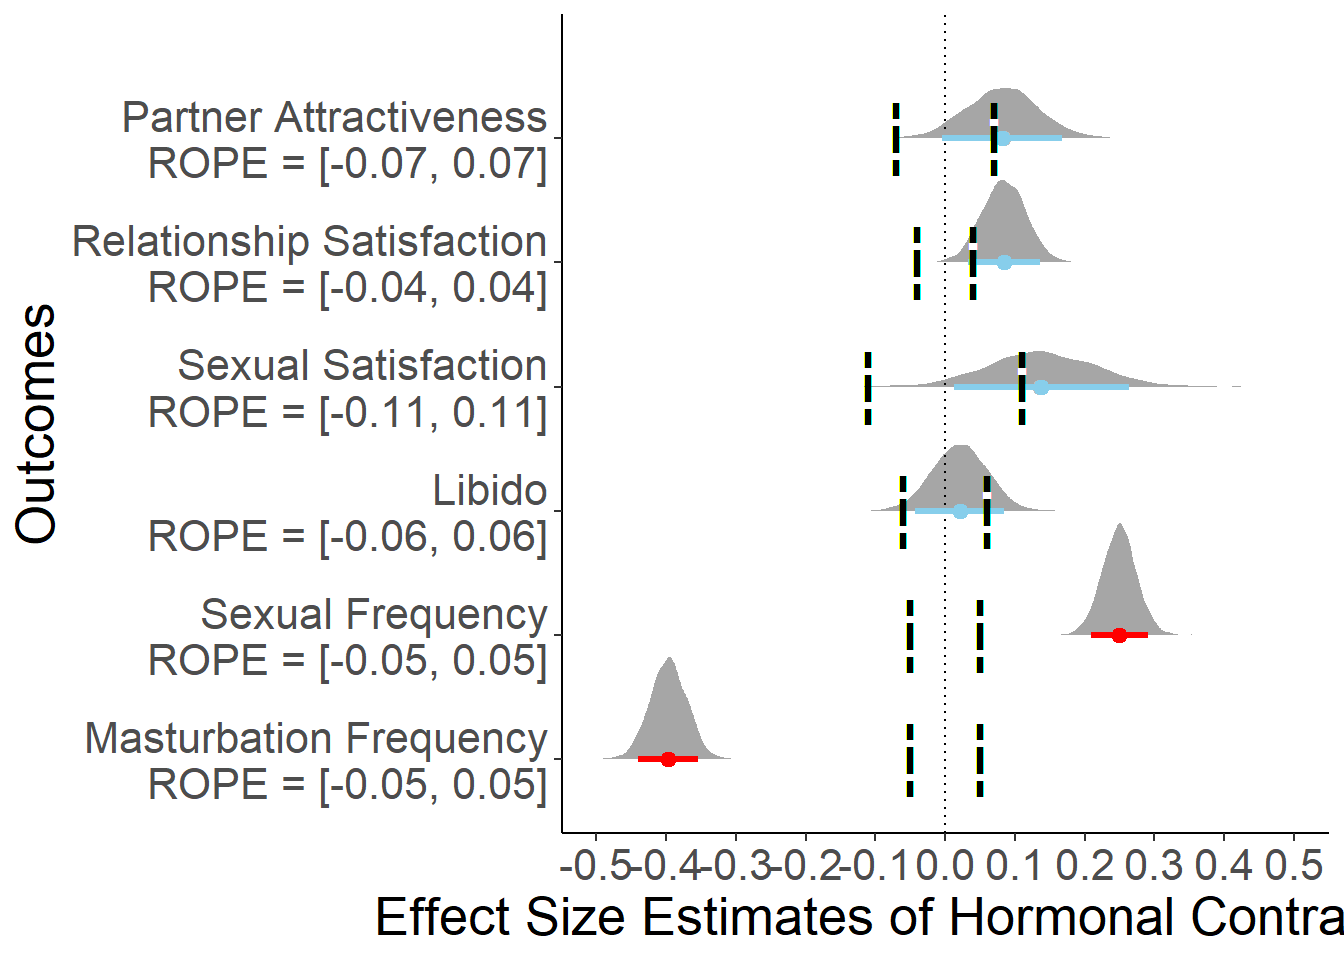 Outcomes
Partner Attractiveness
ROPE = [-0.07, 0.07]
Relationship Satisfaction
ROPE = [-0.04, 0.04]
Sexual Satisfaction
ROPE = [-0.11, 0.11]
Libido
ROPE = [-0.06, 0.06]
Sexual Frequency
ROPE = [-0.05, 0.05]
Masturbation Frequency
ROPE = [-0.05, 0.05]
-0.5 -0.4 -0.3 -0.2 -0.1 0.0 0.1 0.2 0.3 0.4 0.5
Effect Size Estimates of Hormonal Contra